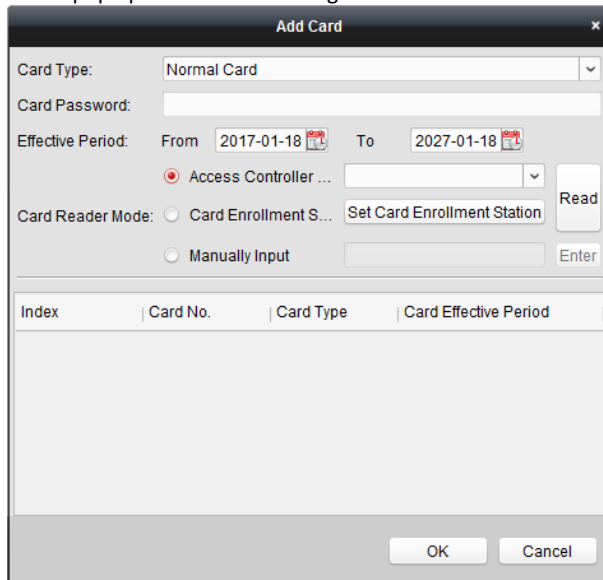 Add Card ×
Card Type: Normal Card
Card Password:
Effective Period: From 2017-01-18 To 2027-01-18
Access Controller ...
Read
Card Reader Mode: Card Enrollment S... Set Card Enrollment Station
Manually Input Enter
Index Card No. Card Type Card Effective Period
OK Cancel